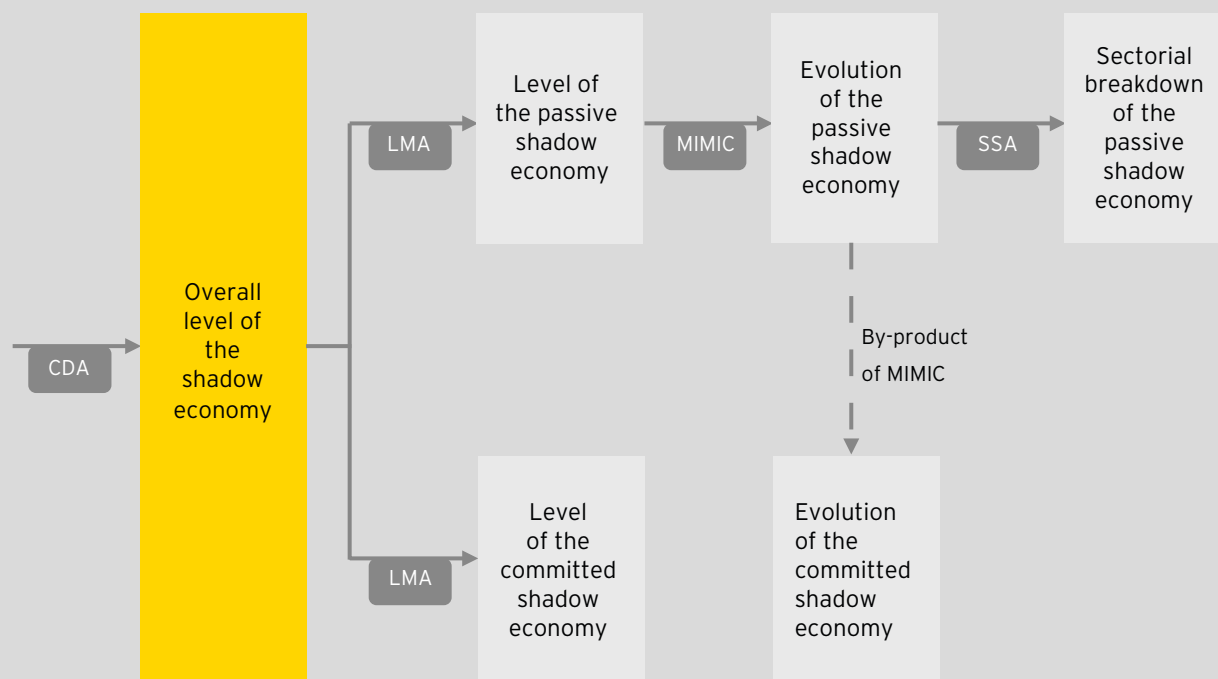 CDA
Overall
level of
the
shadow
economy
LMA
Level of
the passive
shadow
economy
MIMIC
Evolution
of the
passive
shadow
economy
SSA
Sectorial
breakdown
of the
passive
shadow
economy
By-product
of MIMIC
LMA
Level
of the
committed
shadow
economy
Evolution
of the
committed
shadow
economy